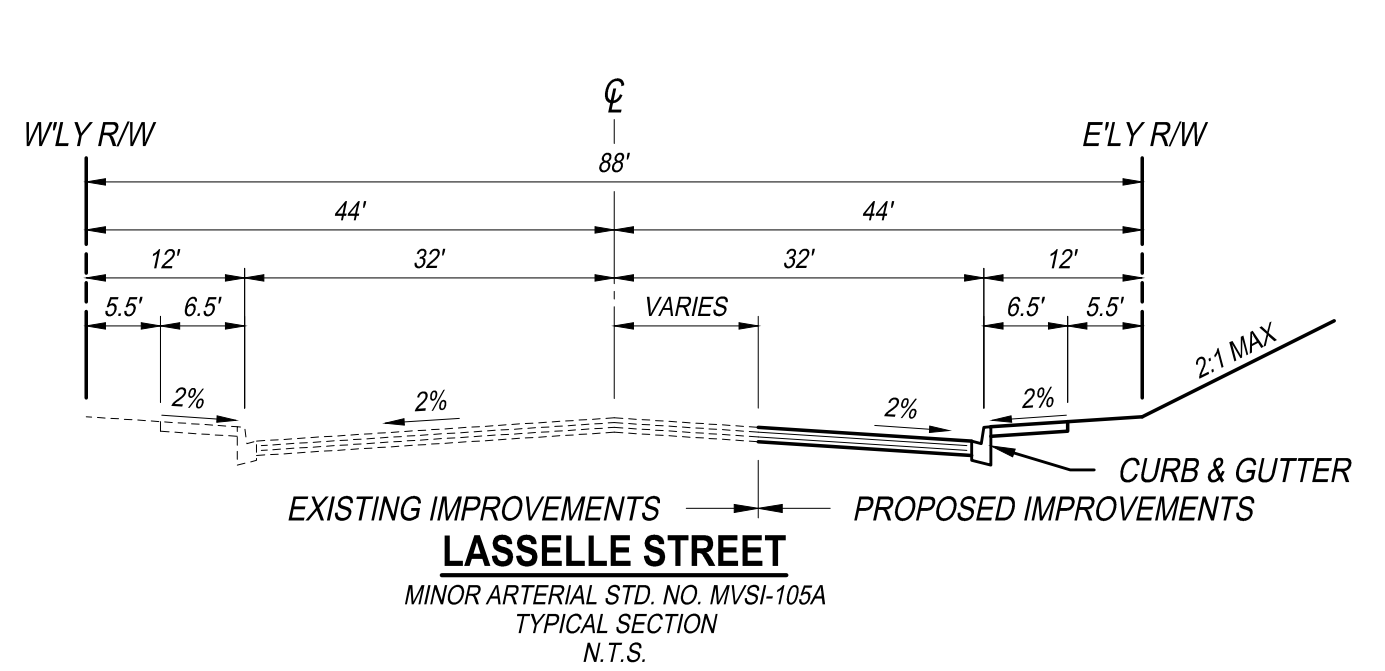 ℄
W'LY R/W
E'LY R/W
88'
44'
44'
12'
32'
32'
12'
5.5'
6.5'
VARIES
6.5'
5.5'
2:1 MAX
2%
2%
2%
2%
CURB & GUTTER
EXISTING IMPROVEMENTS
PROPOSED IMPROVEMENTS
LASSELLE STREET
MINOR ARTERIAL STD. NO. MVSI-105A
TYPICAL SECTION
N.T.S.